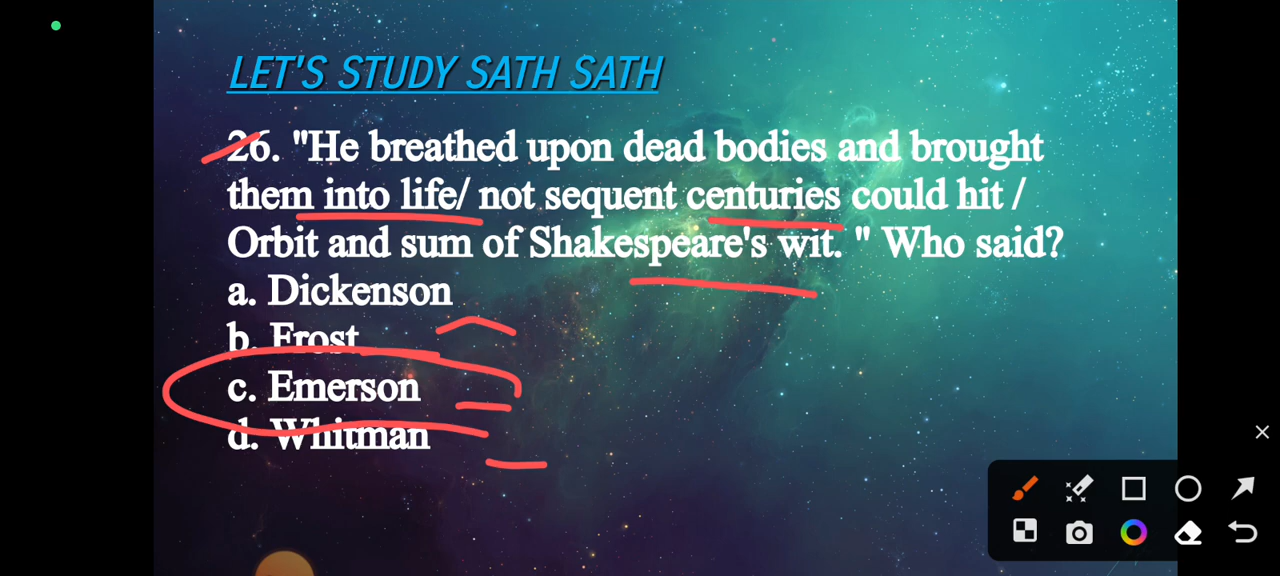 LET'S STUDY SATH SATH
26. "He breathed upon dead bodies and brought
them into life/ not sequent centuries could hit /
Orbit and sum of Shakespeare's wit. " Who said?
a. Dickenson
b. Frost
c. Emerson
d. Whitman